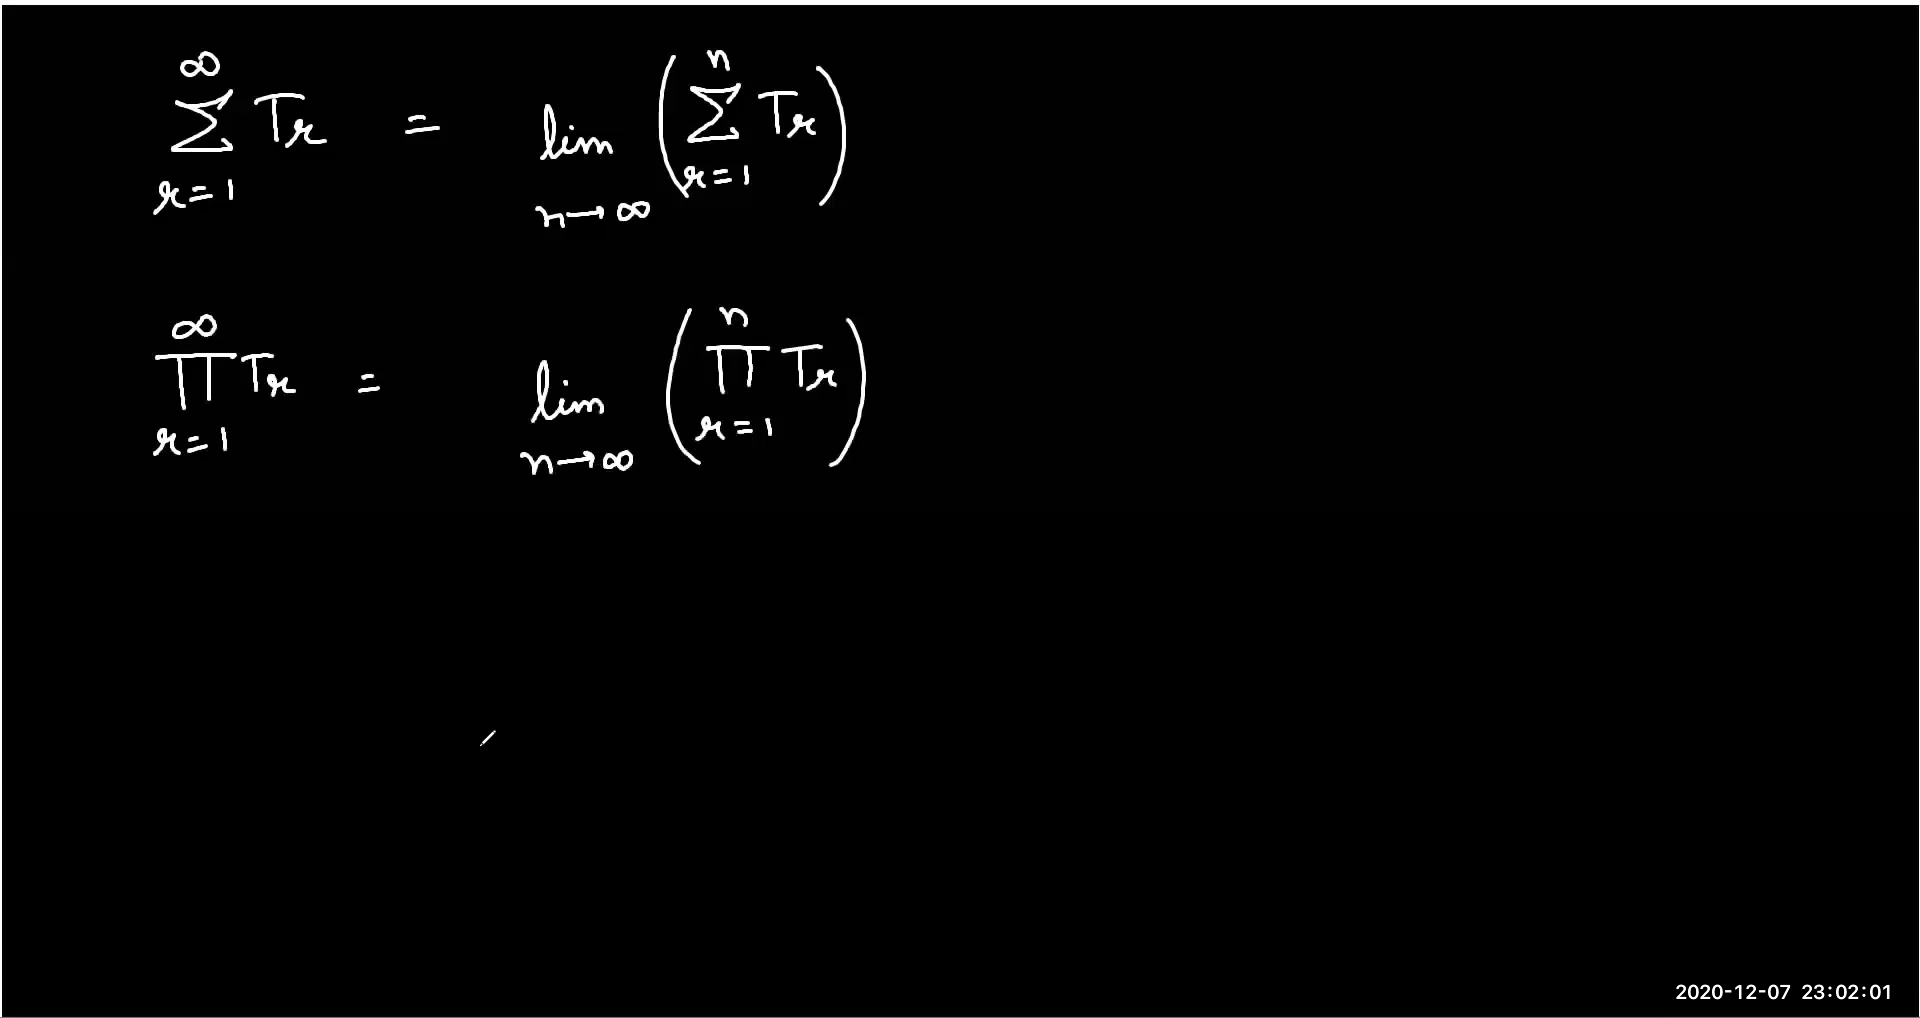 ∞∑r=1 Tr = lim n→∞ (n∑r=1 Tr)
∞∏r=1 Tr = lim n→∞ (n∏r=1 Tr)
2020-12-07 23:02:01